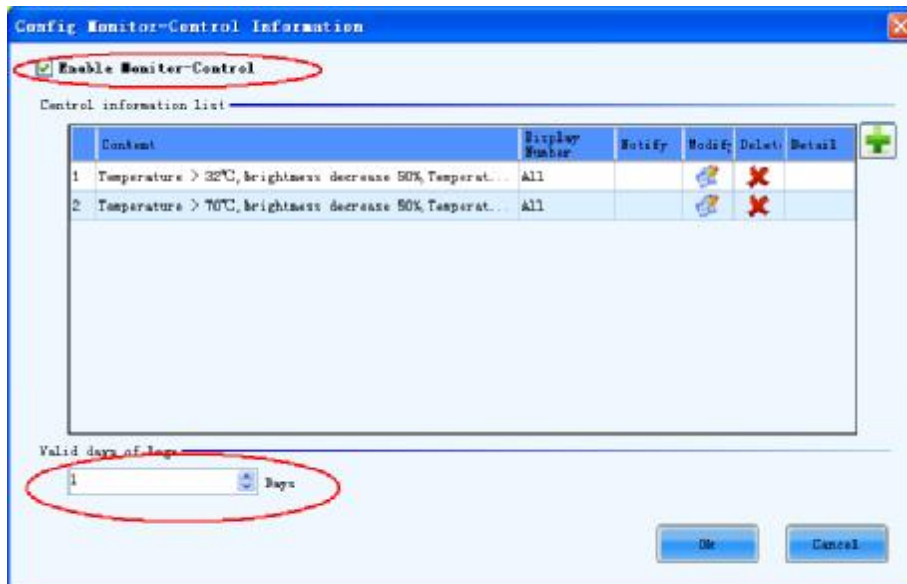 Config Monitor-Control Information
Enable Monitor-Control
Control information list
Content Display Number Notify Modify Delet Detail
1 Temperature > 32℃, brightness decrease 50%, Temperat... All
2 Temperature > 70℃, brightness decrease 50%, Temperat... All
Valid days of logs
1 Days
Ok Cancel